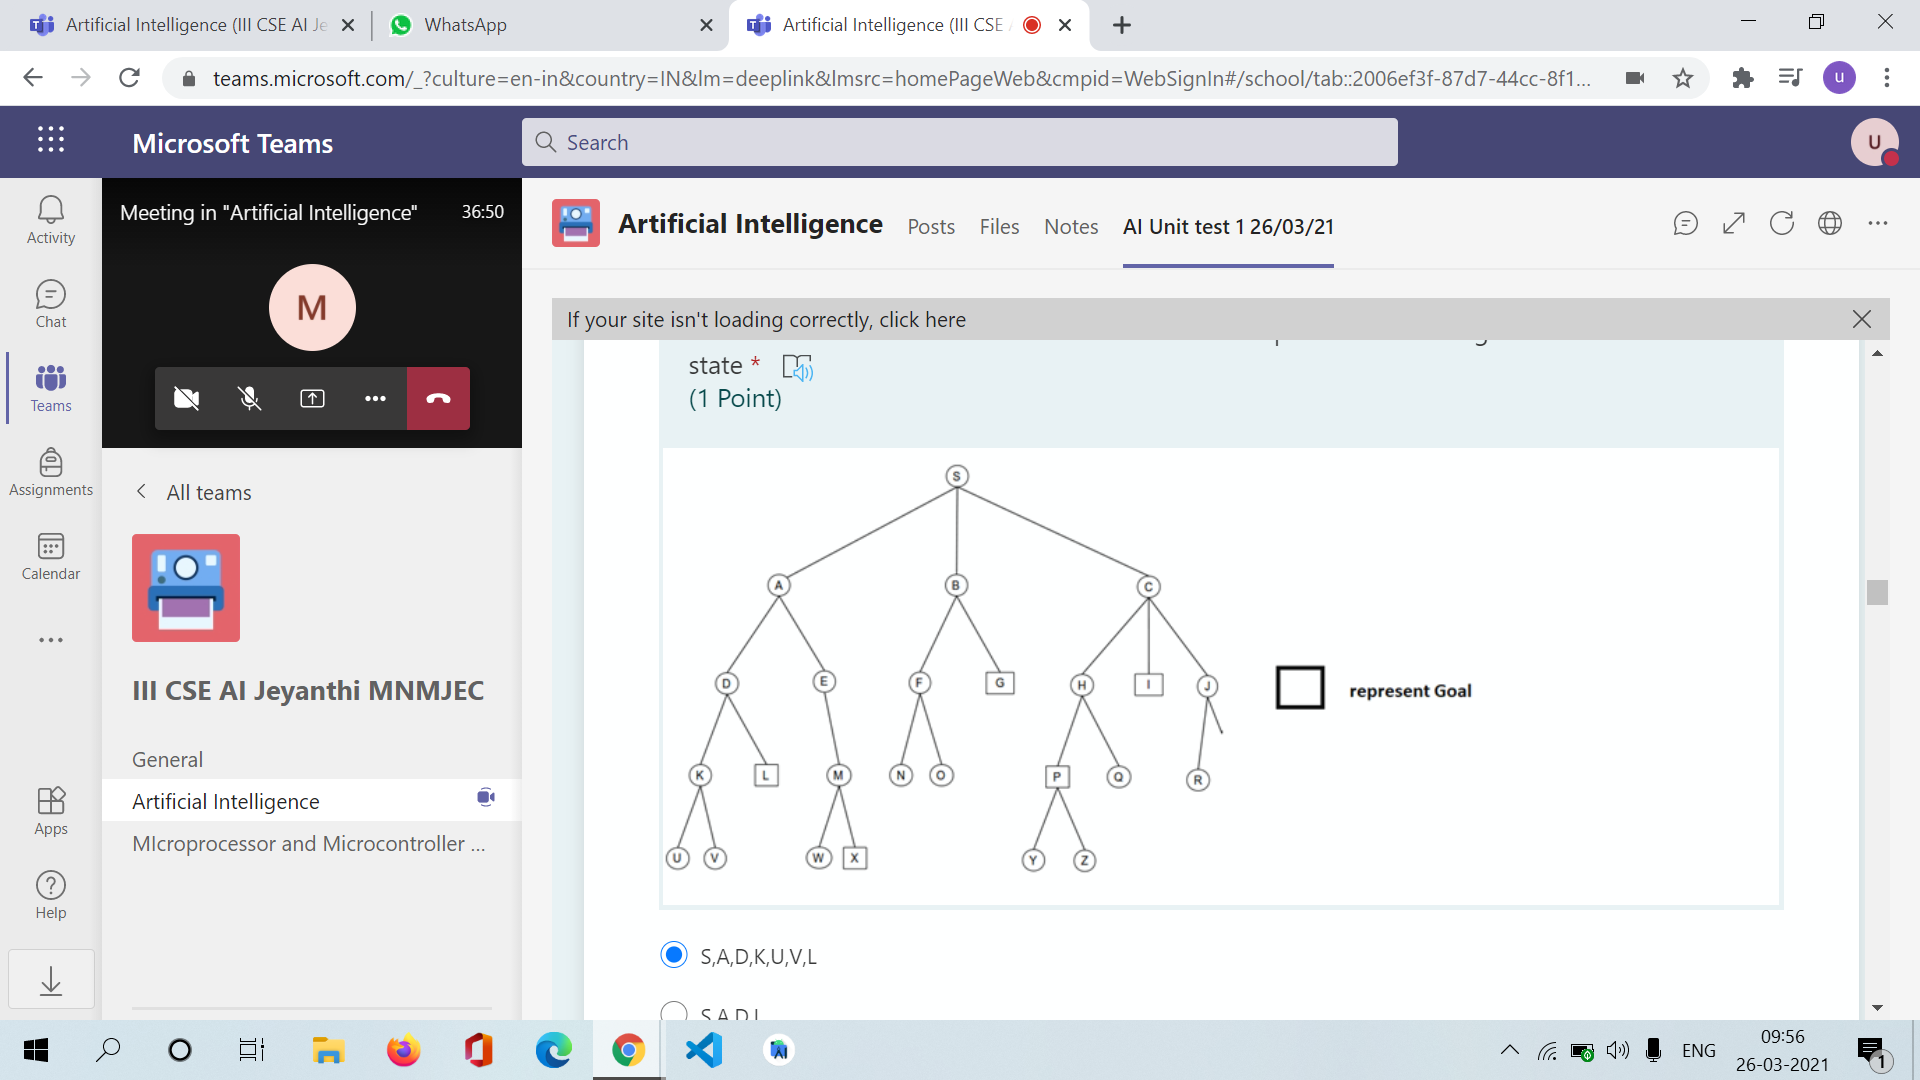 Artificial Intelligence (III CSE AI Je
WhatsApp
Artificial Intelligence (III CSE
teams.microsoft.com/_?culture=en-in&country=IN&lm=deeplink&lmsrc=homePageWeb&cmpid=WebSignIn#/school/tab::2006ef3f-87d7-44cc-8f1...
u
Microsoft Teams
Search
U
Activity
Chat
Teams
Assignments
Calendar
Apps
Help
Meeting in "Artificial Intelligence"
36:50
M
All teams
III CSE AI Jeyanthi MNMJEC
General
Artificial Intelligence
MIcroprocessor and Microcontroller ...
Artificial Intelligence
Posts
Files
Notes
AI Unit test 1 26/03/21
If your site isn't loading correctly, click here
state *
(1 Point)
S
A B C
D E F G H I J
represent Goal
K L M N O P Q R
U V W X Y Z
S,A,D,K,U,V,L
S,A,D,L
ENG
09:56
26-03-2021
1